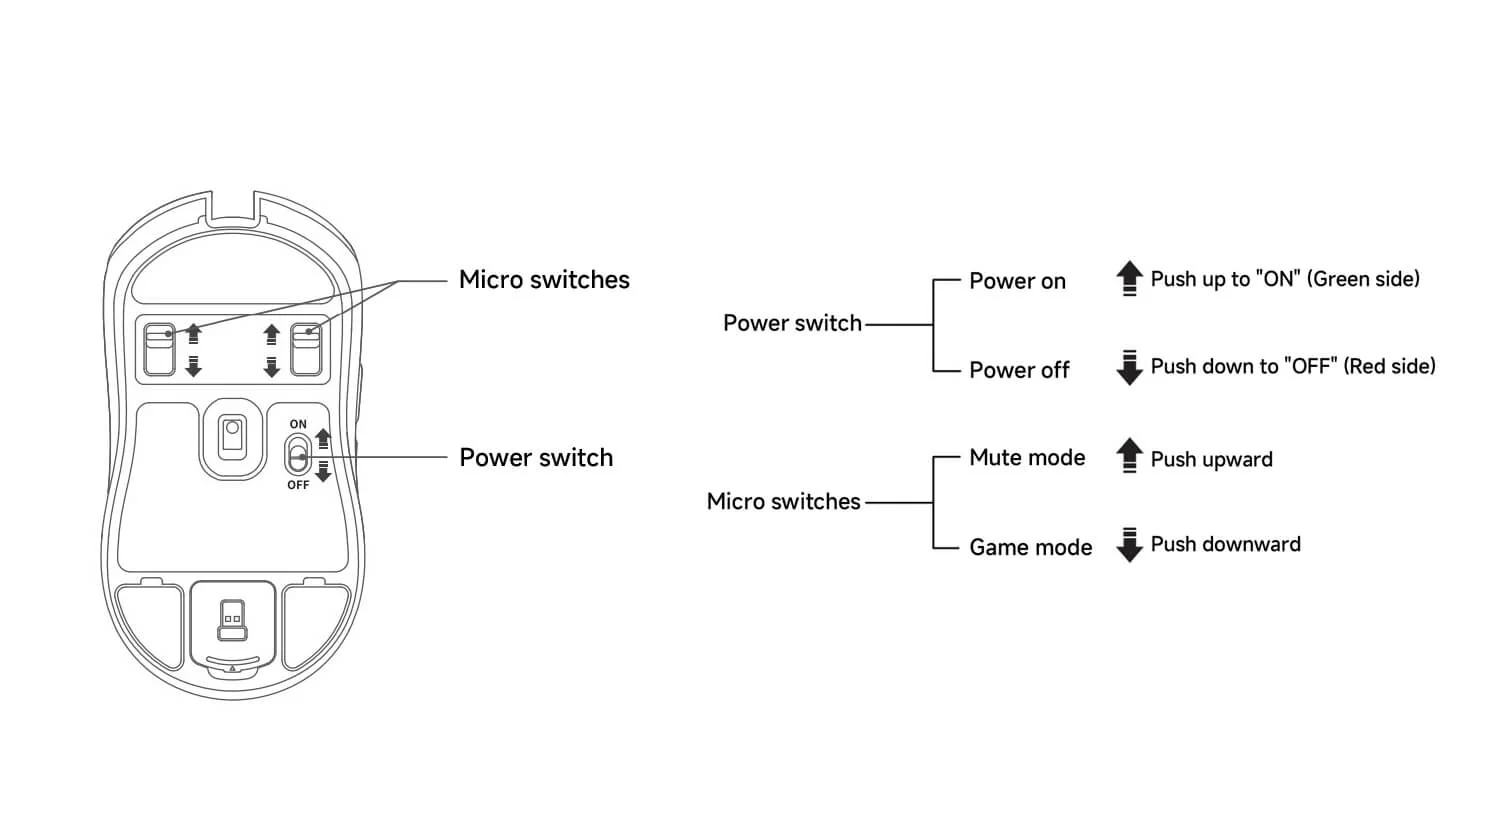 Micro switches
ON
OFF
Power switch
Power switch
Power on
Push up to "ON" (Green side)
Power off
Push down to "OFF" (Red side)
Micro switches
Mute mode
Push upward
Game mode
Push downward